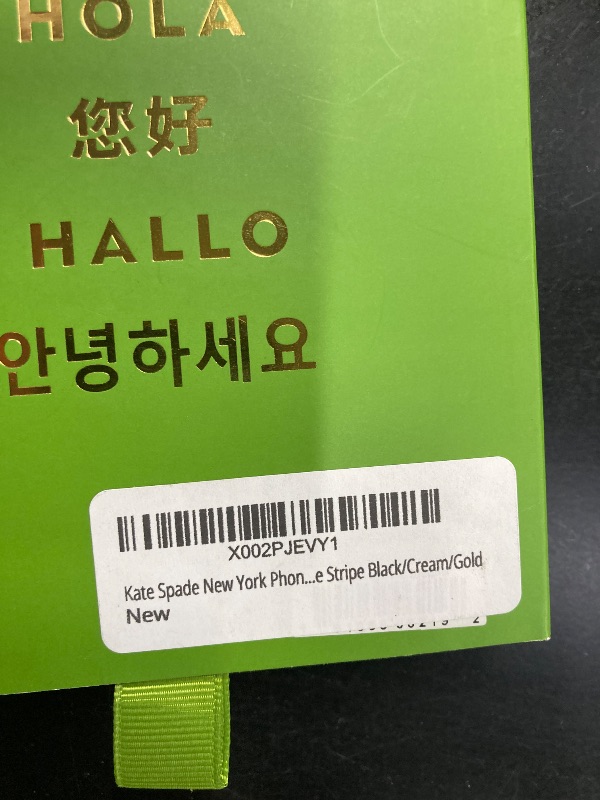 HOLA
您好
HALLO
안녕하세요
X002PJEVY1
Kate Spade New York Phon...e Stripe Black/Cream/Gold
New